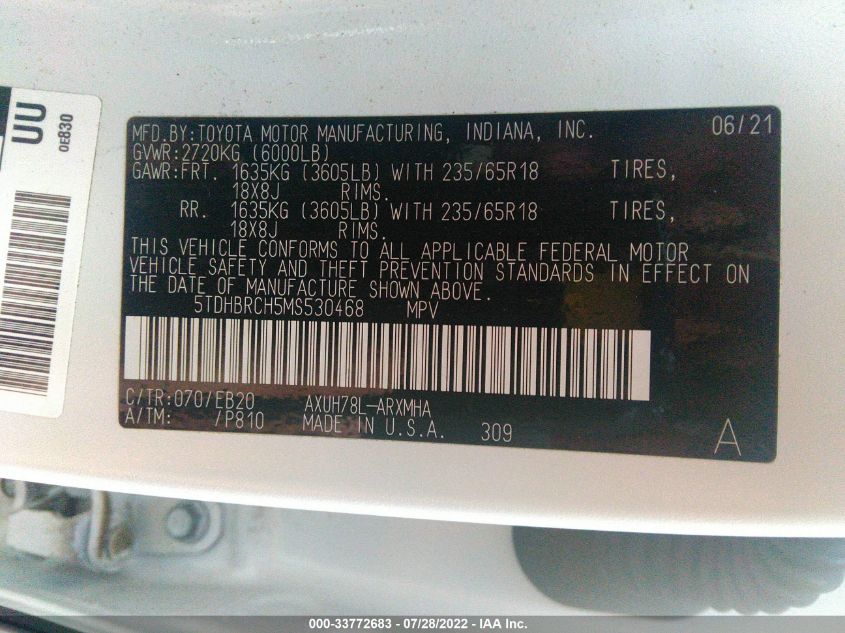 UU
0E830
MFD.BY:TOYOTA MOTOR MANUFACTURING, INDIANA, INC. 06/21
GVWR:2720KG (6000LB)
GAWR:FRT. 1635KG (3605LB) WITH 235/65R18 TIRES,
18X8J RIMS.
RR. 1635KG (3605LB) WITH 235/65R18 TIRES,
18X8J RIMS.
THIS VEHICLE CONFORMS TO ALL APPLICABLE FEDERAL MOTOR
VEHICLE SAFETY AND THEFT PREVENTION STANDARDS IN EFFECT ON
THE DATE OF MANUFACTURE SHOWN ABOVE.
5TDHBRCH5MS530468 MPV
C/TR:070/EB20 AXUH78L-ARXMHA
A/TM: /P810 MADE IN U.S.A. 309 A
000-33772683 - 07/28/2022 - IAA Inc.